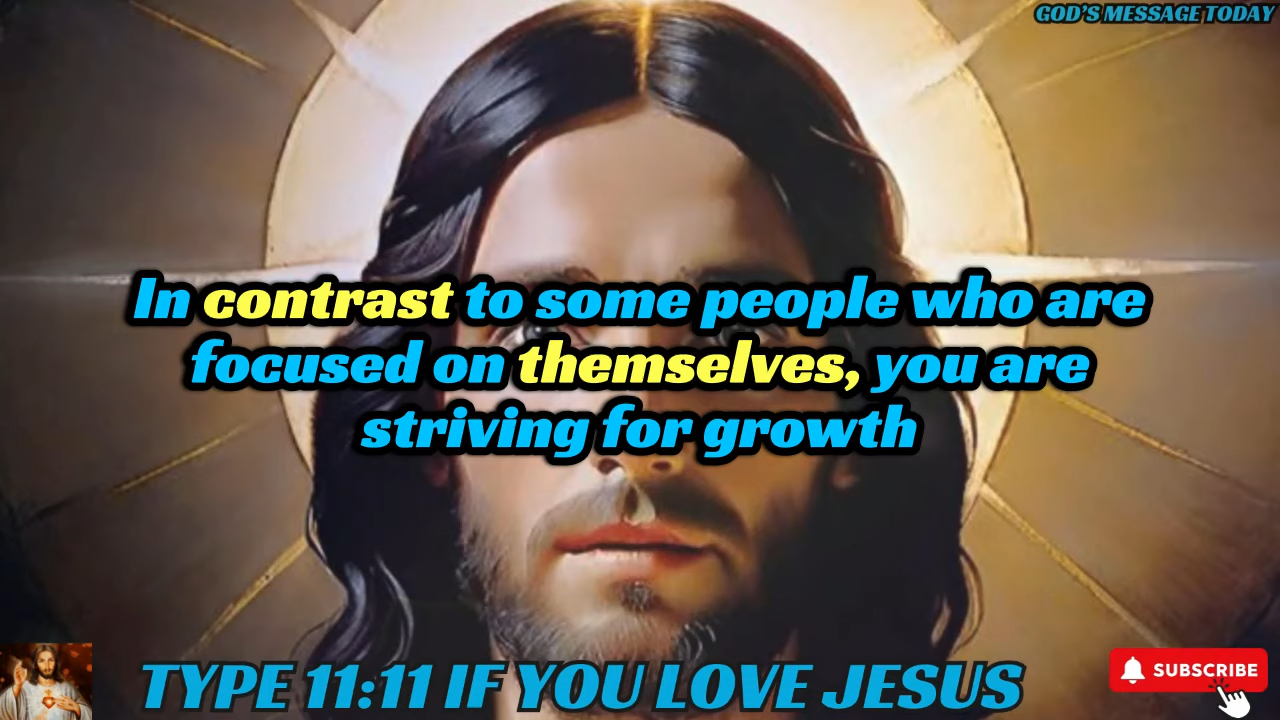 GOD'S MESSAGE TODAY
In contrast to some people who are
focused on themselves, you are
striving for growth
TYPE 11:11 IF YOU LOVE JESUS
SUBSCRIBE